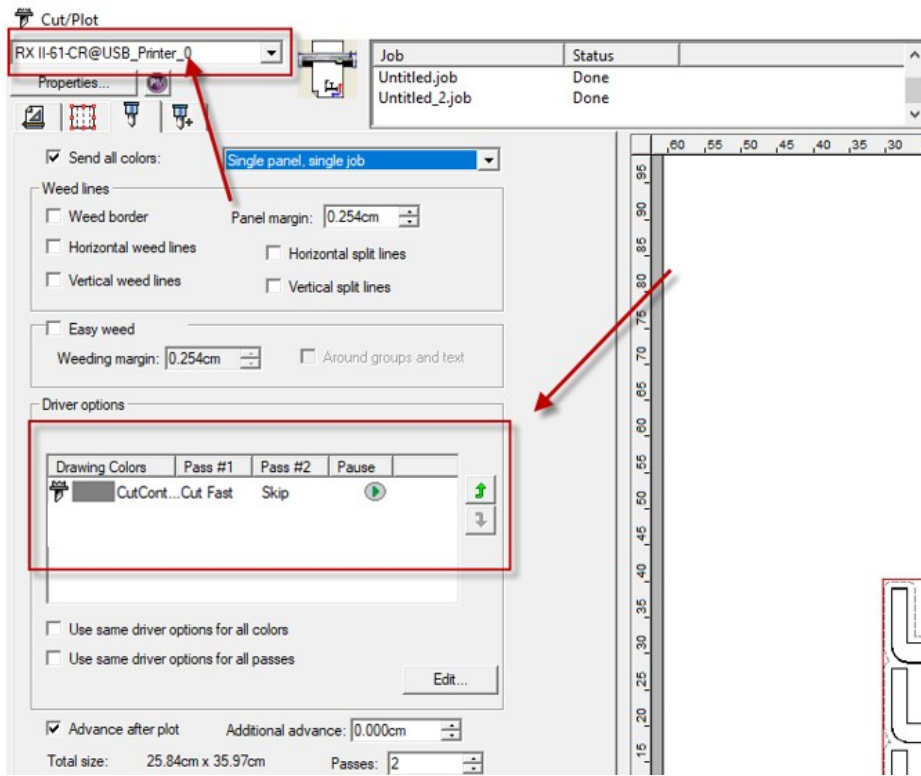 Cut/Plot
RX II-61-CR@USB_Printer_0
Properties...
Job Status
Untitled.job Done
Untitled_2.job Done
Send all colors: Single panel, single job
Weed lines
Weed border Panel margin: 0.254cm
Horizontal weed lines Horizontal split lines
Vertical weed lines Vertical split lines
Easy weed
Weeding margin: 0.254cm Around groups and text
Driver options
Drawing Colors Pass #1 Pass #2 Pause
CutCont...Cut Fast Skip
Use same driver options for all colors
Use same driver options for all passes
Edit...
Advance after plot Additional advance: 0.000cm
Total size: 25.84cm x 35.97cm Passes: 2
60 55 50 45 40 35 30
95
90
85
80
75
70
65
60
55
50
45
40
35
30
25
20
15